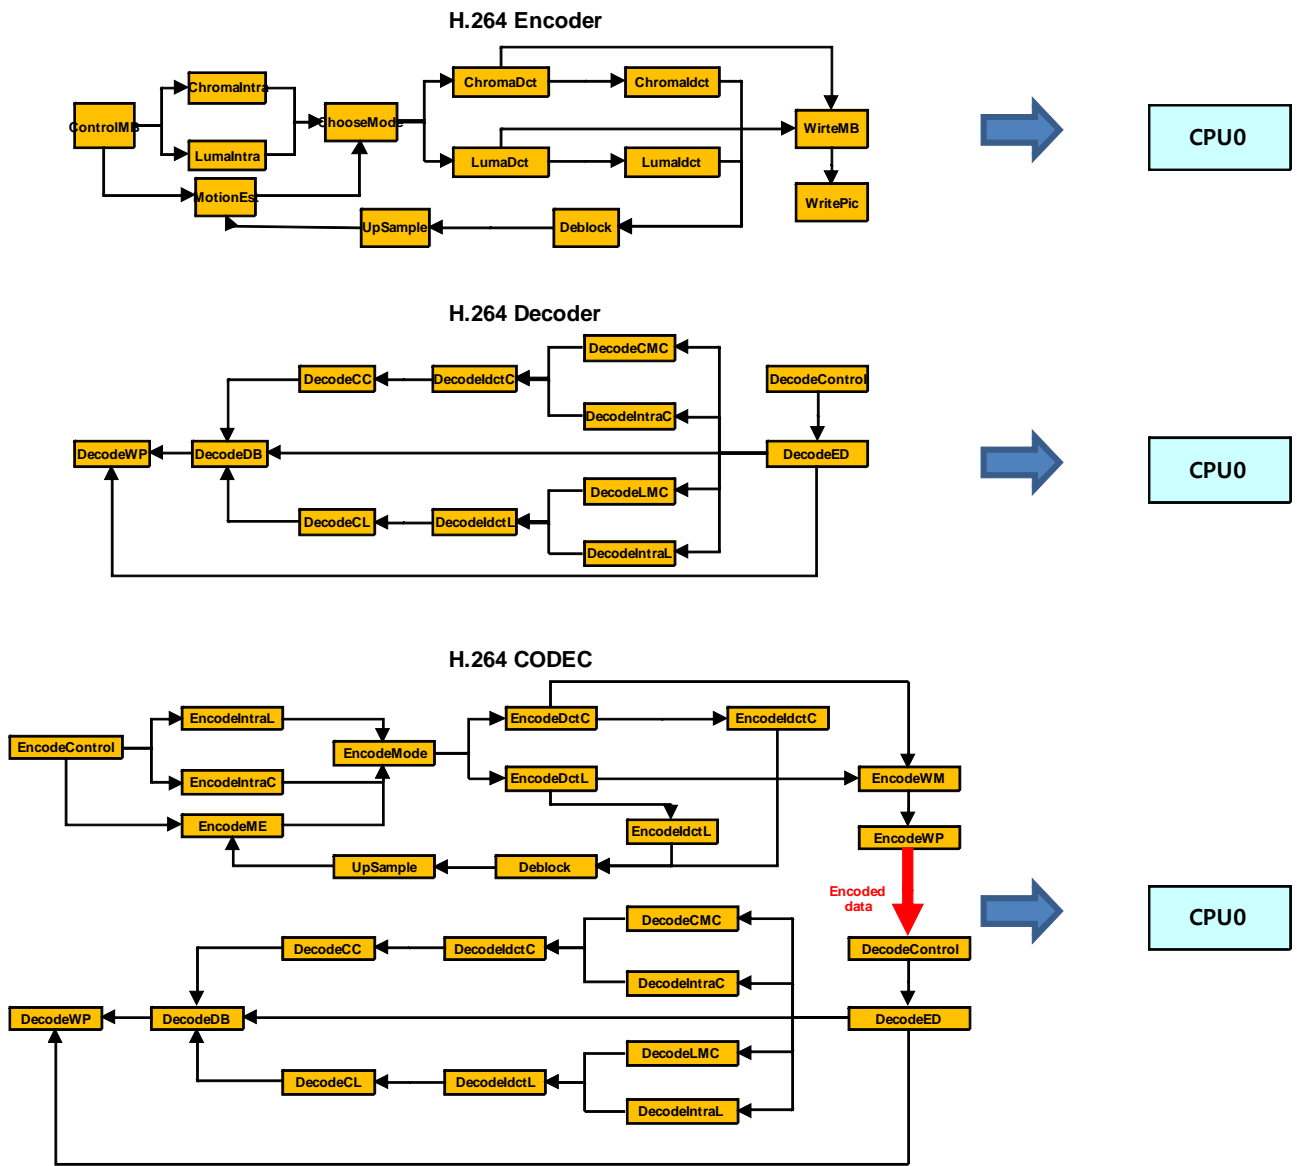 H.264 Encoder
ChromaIntra
ChromaDct
ChromaIdct
ControlMB
ChooseMode
WirteMB
CPU0
LumaIntra
LumaDct
LumaIdct
MotionEst
WritePic
UpSample
Deblock
H.264 Decoder
DecodeCMC
DecodeCC
DecodeIdctC
DecodeControl
DecodeIntraC
DecodeWP
DecodeDB
DecodeED
CPU0
DecodeLMC
DecodeCL
DecodeIdctL
DecodeIntraL
H.264 CODEC
EncodeIntraL
EncodeDctC
EncodeIdctC
EncodeControl
EncodeMode
EncodeIntraC
EncodeDctL
EncodeWM
EncodeME
EncodeIdctL
EncodeWP
UpSample
Deblock
Encoded
data
CPU0
DecodeCMC
DecodeCC
DecodeIdctC
DecodeControl
DecodeIntraC
DecodeWP
DecodeDB
DecodeED
DecodeLMC
DecodeCL
DecodeIdctL
DecodeIntraL